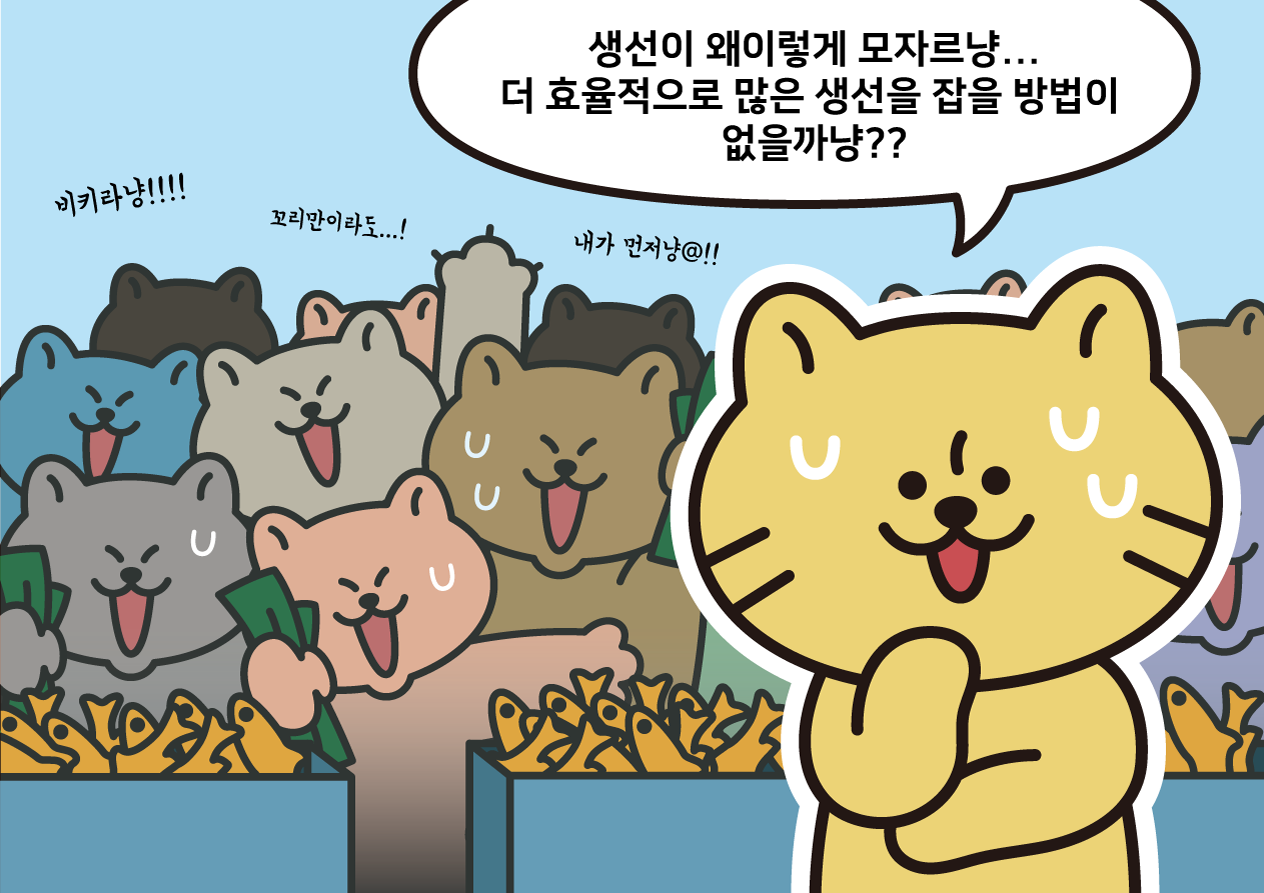 생선이 왜이렇게 모자르냥...
더 효율적으로 많은 생선을 잡을 방법이
없을까냥??
비키라냥!!!!
꼬리만이라도...!
내가 먼저냥@!!